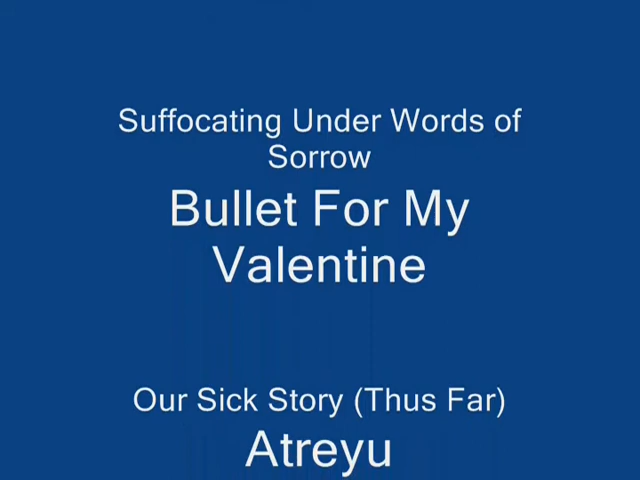 Suffocating Under Words of
Sorrow
Bullet For My
Valentine
Our Sick Story (Thus Far)
Atreyu